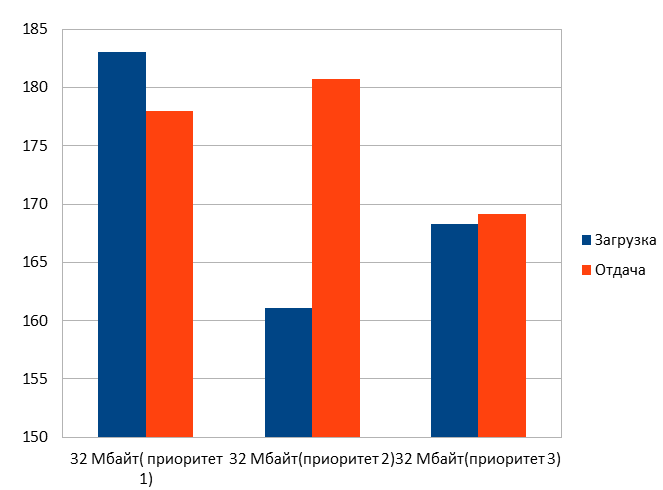 185
180
175
170
165
160
155
150
32 Мбайт( приоритет 1)
32 Мбайт(приоритет 2)
32 Мбайт(приоритет 3)
Загрузка
Отдача